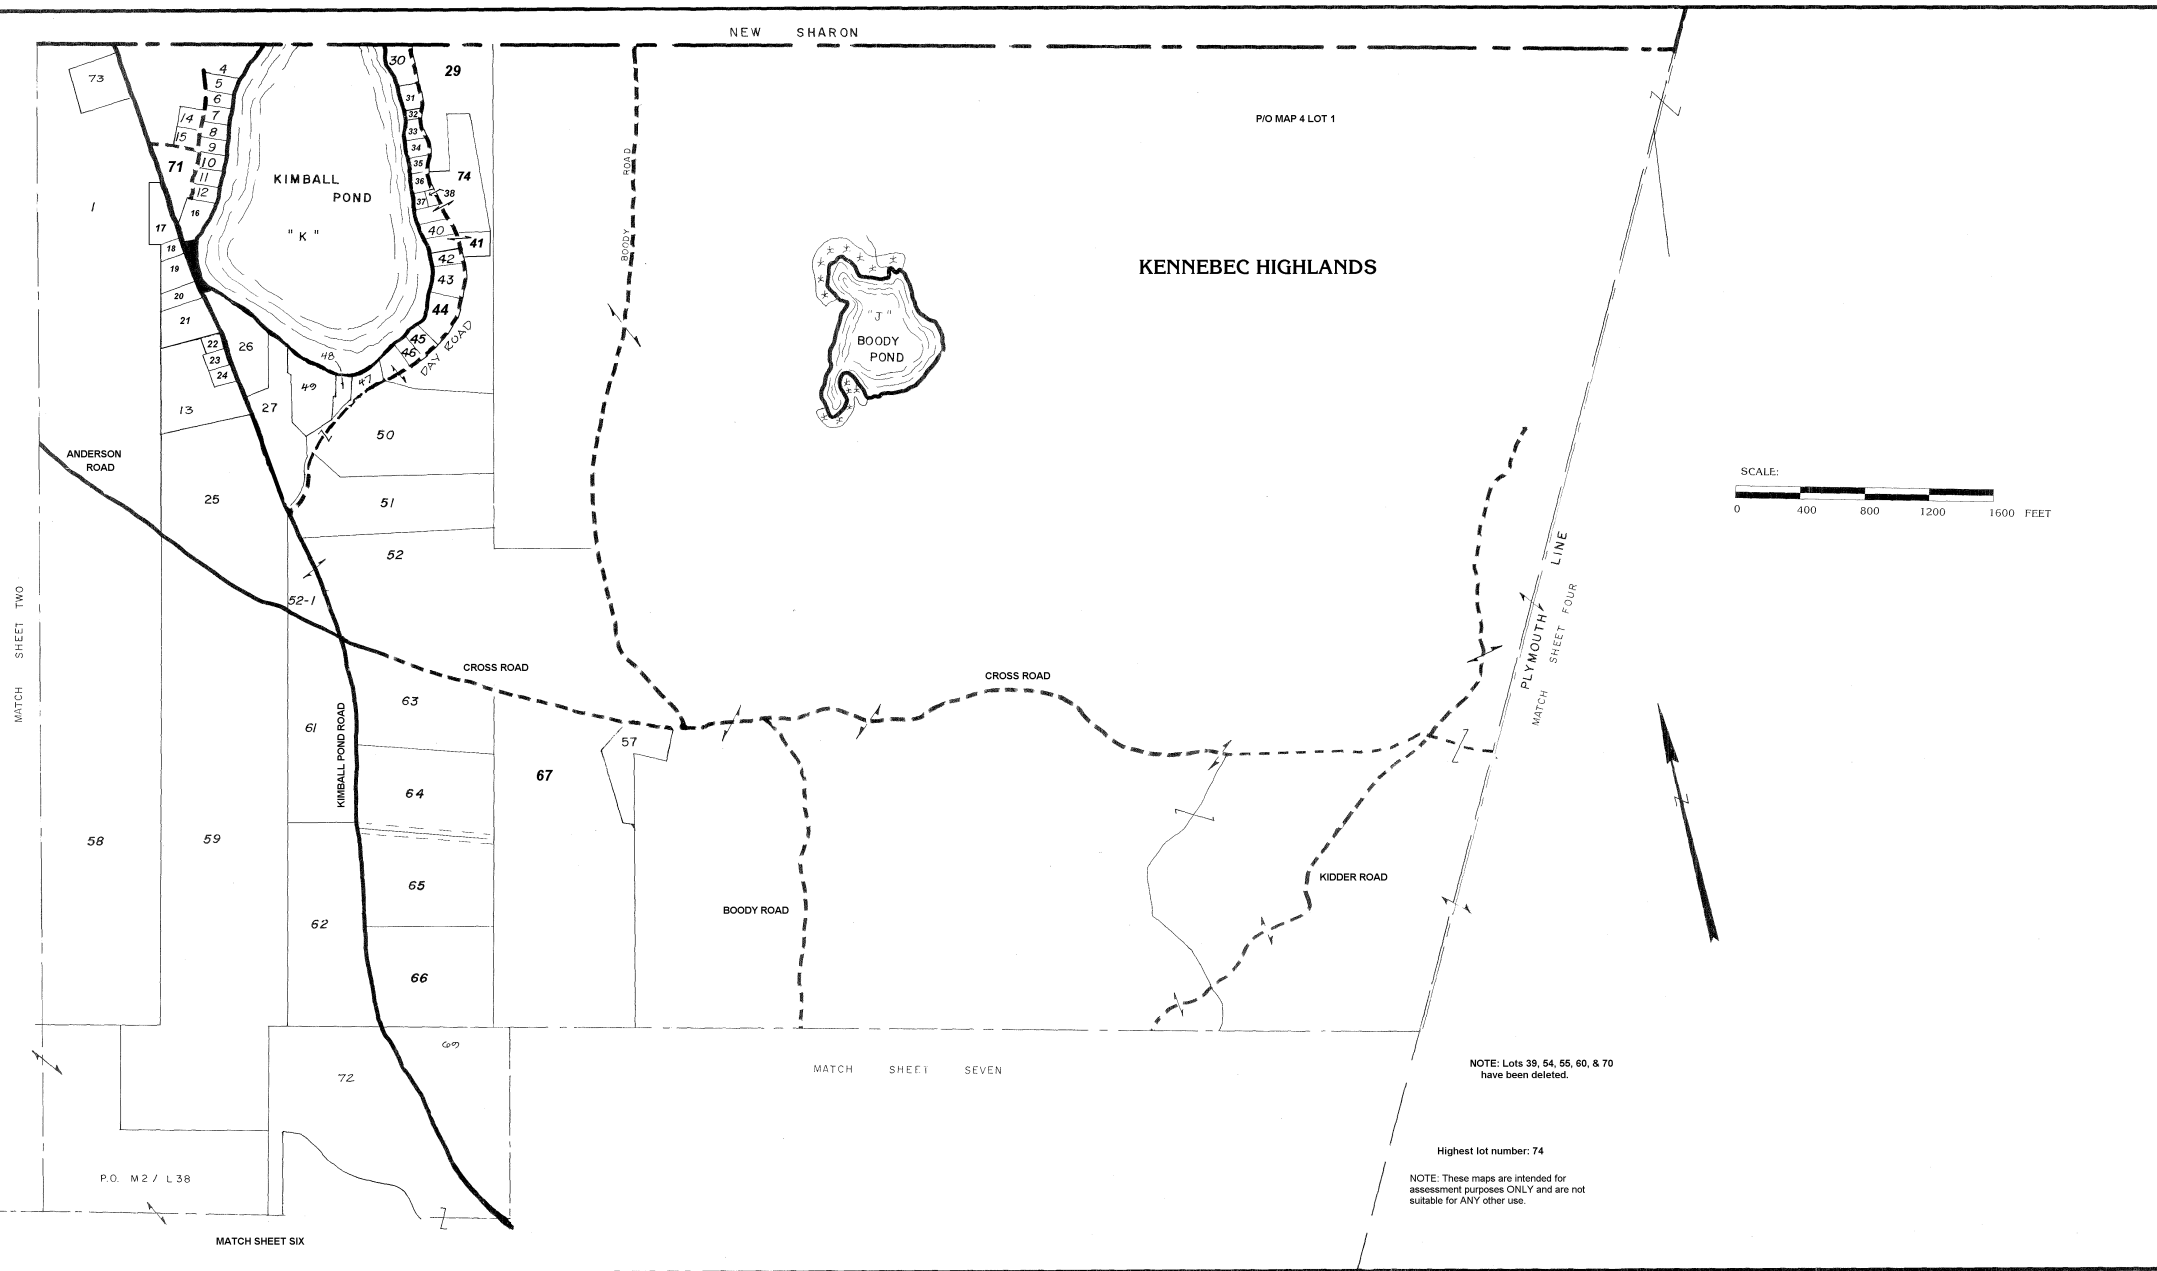 NEW SHARON
73
4
5
6
7
8
9
10
11
12
14
15
16
71
1
17
18
19
20
21
22
23
24
26
13
27
25
KIMBALL
POND
"K"
30
29
31
32
33
34
35
36
37
38
74
40
41
42
43
44
45
46
47
48
49
DAY ROAD
50
51
52
52-1
BOODY ROAD
P/O MAP 4 LOT 1
KENNEBEC HIGHLANDS
"J"
BOODY
POND
SCALE:
0 400 800 1200 1600 FEET
ANDERSON
ROAD
MATCH SHEET TWO
CROSS ROAD
CROSS ROAD
PLYMOUTH LINE
MATCH SHEET FOUR
61
KIMBALL POND ROAD
63
57
67
64
58
59
65
62
66
BOODY ROAD
KIDDER ROAD
69
72
MATCH SHEET SEVEN
NOTE: Lots 39, 54, 55, 60, & 70
have been deleted.
Highest lot number: 74
P.O. M2 / L38
NOTE: These maps are intended for
assessment purposes ONLY and are not
suitable for ANY other use.
MATCH SHEET SIX